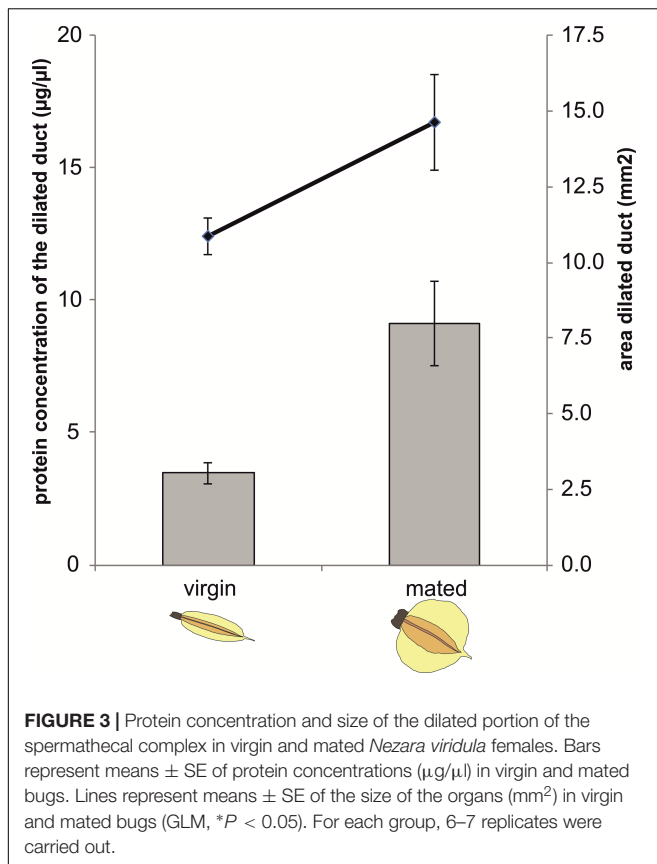 20
15
10
5
0
protein concentration of the dilated duct (µg/µl)
17.5
15.0
12.5
10.0
7.5
5.0
2.5
0.0
area dilated duct (mm2)
virgin
mated
FIGURE 3 | Protein concentration and size of the dilated portion of the
spermathecal complex in virgin and mated Nezara viridula females. Bars
represent means ± SE of protein concentrations (µg/µl) in virgin and mated
bugs. Lines represent means ± SE of the size of the organs (mm²) in virgin
and mated bugs (GLM, *P < 0.05). For each group, 6–7 replicates were
carried out.